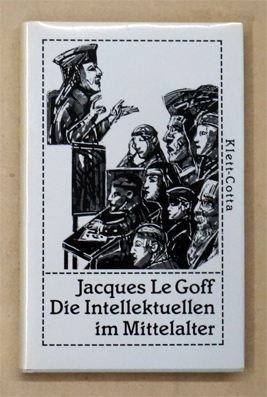 Klett-Cotta
Jacques Le Goff
Die Intellektuellen
im Mittelalter